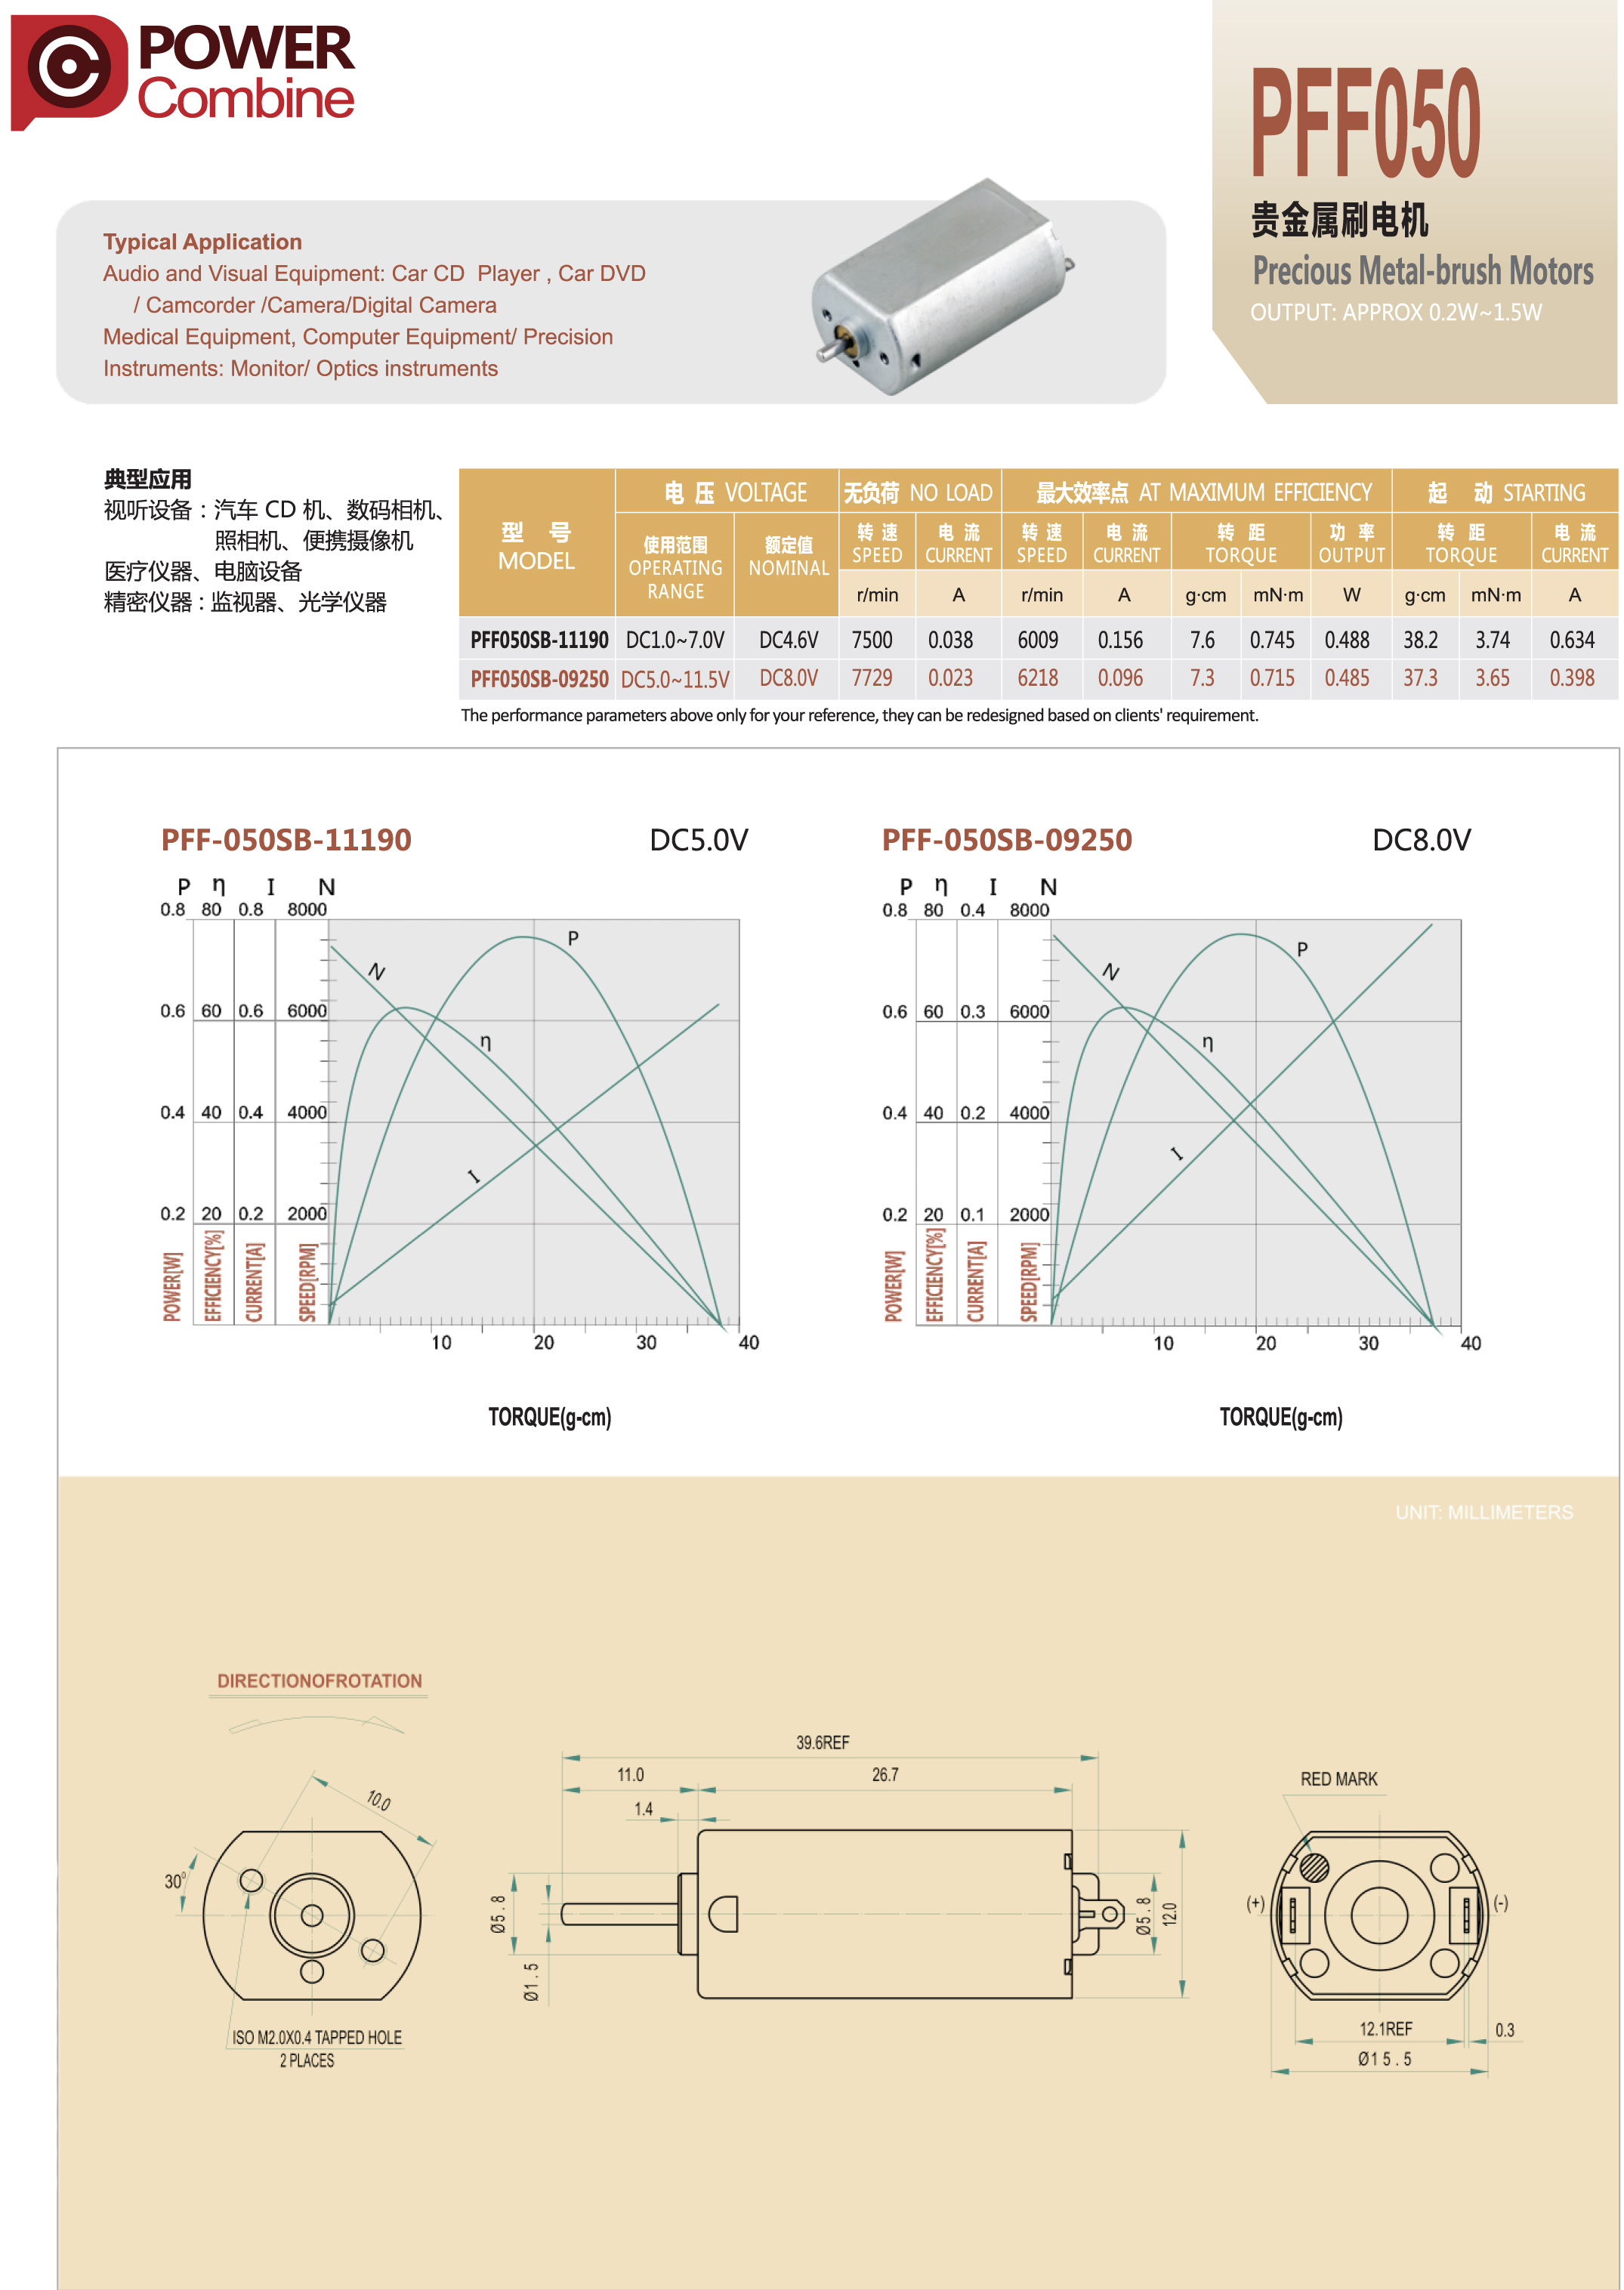 POWER
Combine
PFF050
贵金属刷电机
Precious Metal-brush Motors
OUTPUT: APPROX 0.2W~1.5W
Typical Application
Audio and Visual Equipment: Car CD Player , Car DVD
/ Camcorder /Camera/Digital Camera
Medical Equipment, Computer Equipment/ Precision
Instruments: Monitor/ Optics instruments
典型应用
视听设备：汽车 CD 机、数码相机、
照相机、便携摄像机
医疗仪器、电脑设备
精密仪器：监视器、光学仪器
型 号 MODEL 电 压 VOLTAGE 无负荷 NO LOAD 最大效率点 AT MAXIMUM EFFICIENCY 起 动 STARTING
使用范围 OPERATING RANGE 额定值 NOMINAL 转 速 SPEED 电 流 CURRENT 转 速 SPEED 电 流 CURRENT 转 距 TORQUE 功 率 OUTPUT 转 距 TORQUE 电 流 CURRENT
r/min A r/min A g·cm mN·m W g·cm mN·m A
PFF050SB-11190 DC1.0~7.0V DC4.6V 7500 0.038 6009 0.156 7.6 0.745 0.488 38.2 3.74 0.634
PFF050SB-09250 DC5.0~11.5V DC8.0V 7729 0.023 6218 0.096 7.3 0.715 0.485 37.3 3.65 0.398
The performance parameters above only for your reference, they can be redesigned based on clients' requirement.
PFF-050SB-11190 DC5.0V
P η I N
0.8 80 0.8 8000
0.6 60 0.6 6000
0.4 40 0.4 4000
0.2 20 0.2 2000
POWER[W] EFFICIENCY[%] CURRENT[A] SPEED[RPM]
N
P
η
I
10 20 30 40
TORQUE(g-cm)
PFF-050SB-09250 DC8.0V
P η I N
0.8 80 0.4 8000
0.6 60 0.3 6000
0.4 40 0.2 4000
0.2 20 0.1 2000
POWER[W] EFFICIENCY[%] CURRENT[A] SPEED[RPM]
N
P
η
I
10 20 30 40
TORQUE(g-cm)
UNIT: MILLIMETERS
DIRECTIONOFROTATION
10.0
30°
ISO M2.0X0.4 TAPPED HOLE
2 PLACES
39.6REF
11.0 26.7
1.4
Ø5.8
Ø1.5
Ø5.8
12.0
RED MARK
(+) (-)
12.1REF 0.3
Ø15.5